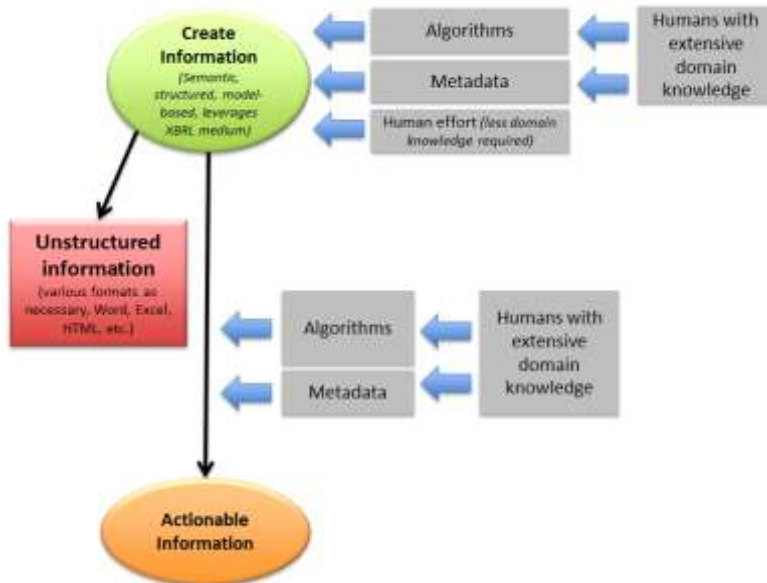 Create
Information
(Semantic,
structured, model-
based, leverages
XBRL medium)
Algorithms
Metadata
Human effort (less domain
knowledge required)
Humans with
extensive
domain
knowledge
Unstructured
information
(various formats as
necessary, Word, Excel,
HTML, etc.)
Algorithms
Metadata
Humans with
extensive
domain
knowledge
Actionable
Information